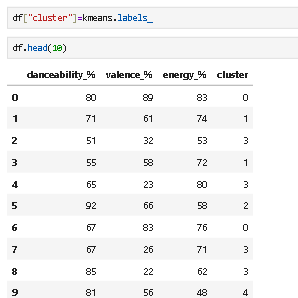 df["cluster"]=kmeans.labels_
df.head(10)
danceability_% valence_% energy_% cluster
0 80 89 83 0
1 71 61 74 1
2 51 32 53 3
3 55 58 72 1
4 65 23 80 3
5 92 66 58 2
6 67 83 76 0
7 67 26 71 3
8 85 22 62 3
9 81 56 48 4